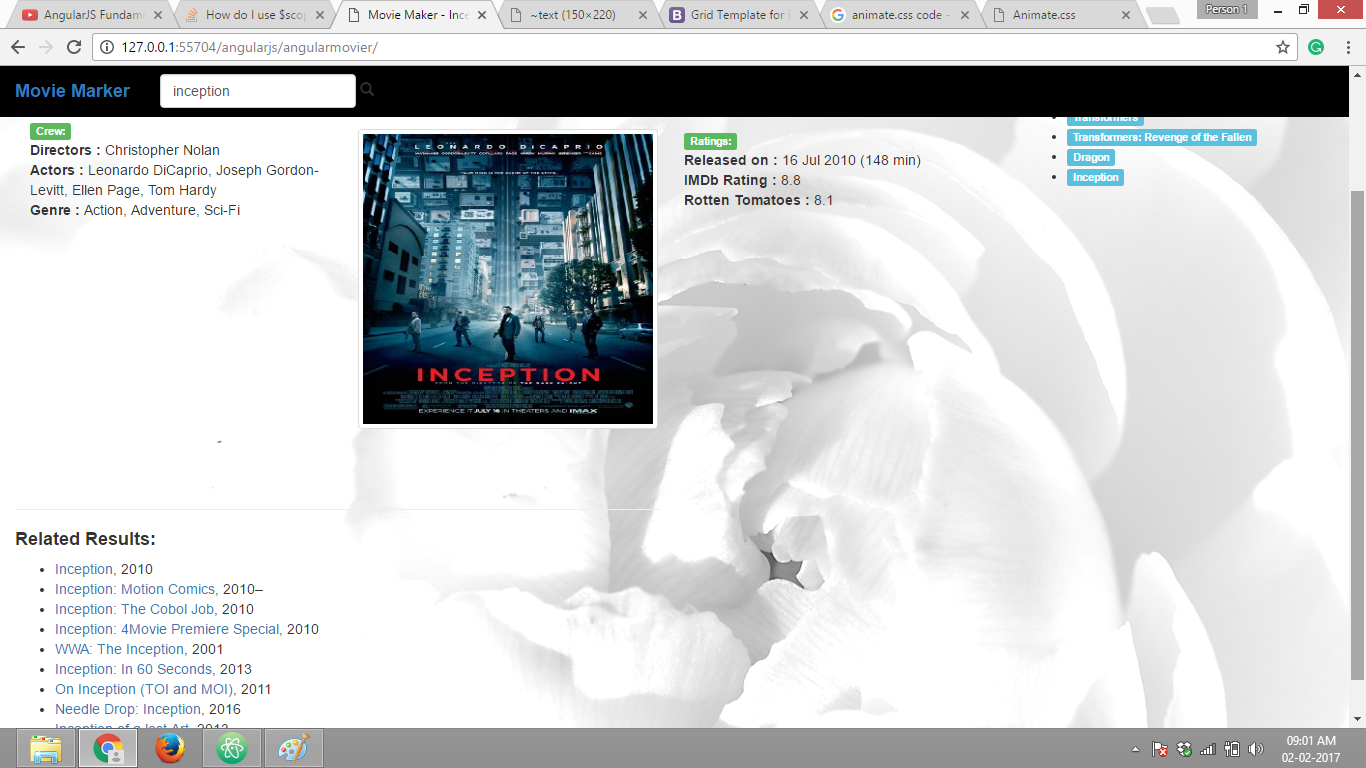 AngularJS Fundam
How do I use $scop
Movie Maker - Ince
~text (150×220)
Grid Template for
animate.css code -
Animate.css
Person 1
127.0.0.1:55704/angularjs/angularmovier/
Movie Marker
inception
Crew:
Directors : Christopher Nolan
Actors : Leonardo DiCaprio, Joseph Gordon-
Levitt, Ellen Page, Tom Hardy
Genre : Action, Adventure, Sci-Fi
LEONARDO DICAPRIO
INCEPTION
EXPERIENCE IT JULY 16 IN THEATERS AND IMAX
Ratings:
Released on : 16 Jul 2010 (148 min)
IMDb Rating : 8.8
Rotten Tomatoes : 8.1
Transformers
Transformers: Revenge of the Fallen
Dragon
Inception
Related Results:
Inception, 2010
Inception: Motion Comics, 2010–
Inception: The Cobol Job, 2010
Inception: 4Movie Premiere Special, 2010
WWA: The Inception, 2001
Inception: In 60 Seconds, 2013
On Inception (TOI and MOI), 2011
Needle Drop: Inception, 2016
Inception of a lost Art, 2013
09:01 AM
02-02-2017